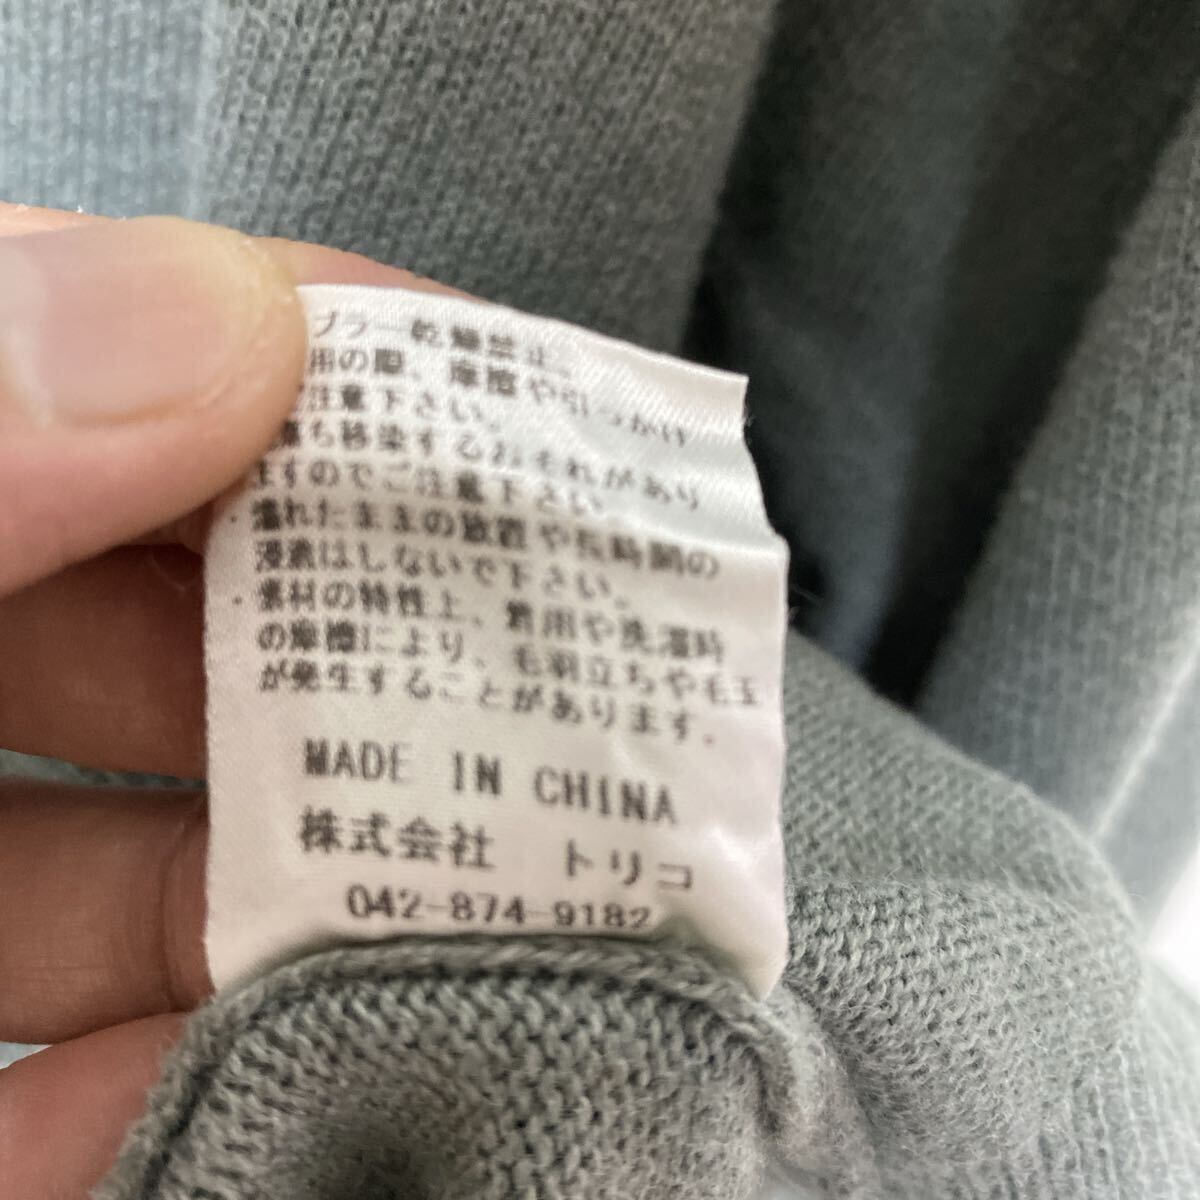 ブラー乾燥禁止。
用の際、摩擦や引っかけ
ご注意下さい。
落ち移染するおそれがあり
ますのでご注意下さい。
・濡れたままの放置や長時間の
浸漬はしないで下さい。
・素材の特性上、着用や洗濯時
の摩擦により、毛羽立ちや毛玉
が発生することがあります。
MADE IN CHINA
株式会社 トリコ
042-874-9182